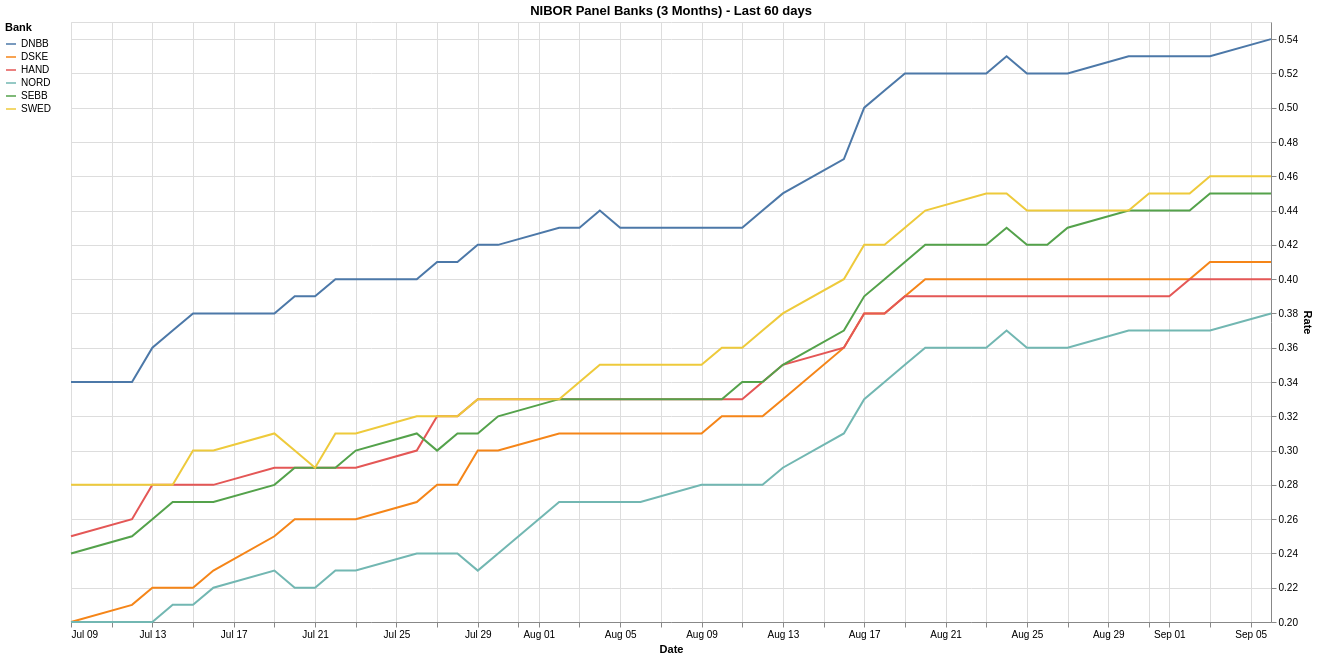 NIBOR Panel Banks (3 Months) - Last 60 days
Bank
DNBB
DSKE
HAND
NORD
SEBB
SWED
0.54
0.52
0.50
0.48
0.46
0.44
0.42
0.40
0.38
0.36
0.34
0.32
0.30
0.28
0.26
0.24
0.22
0.20
Rate
Jul 09 Jul 13 Jul 17 Jul 21 Jul 25 Jul 29 Aug 01 Aug 05 Aug 09 Aug 13 Aug 17 Aug 21 Aug 25 Aug 29 Sep 01 Sep 05
Date